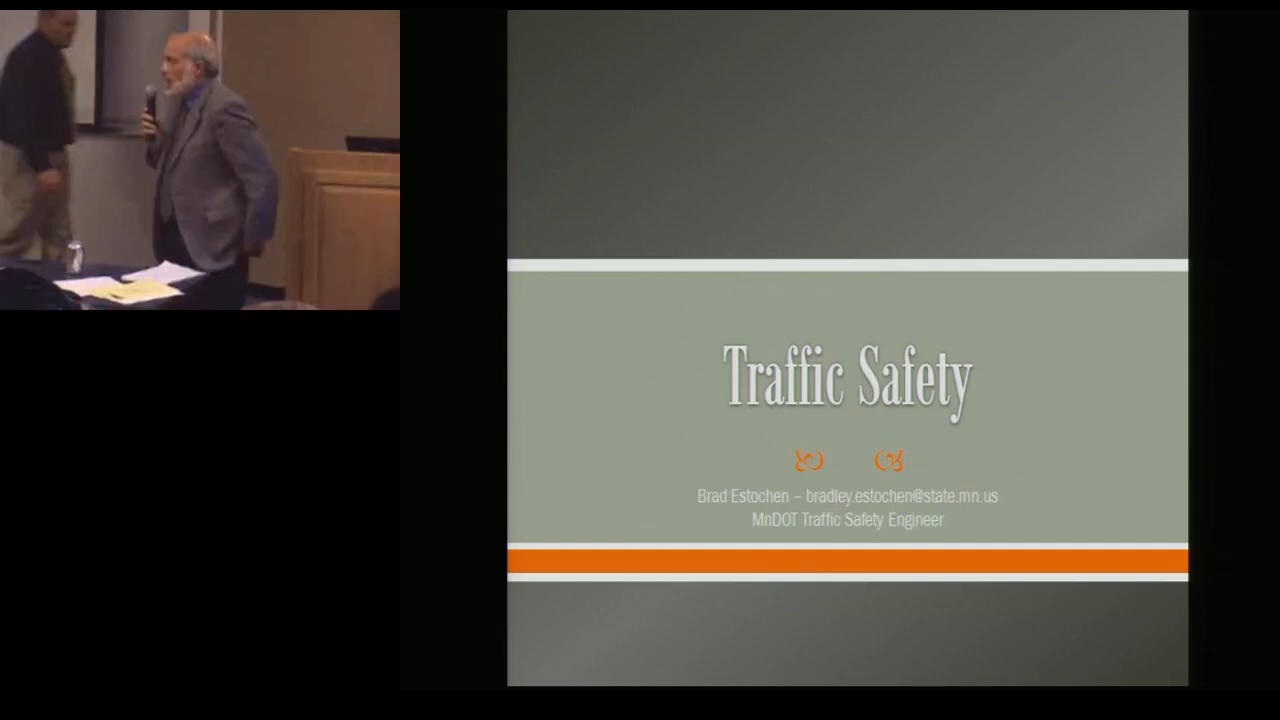 Traffic Safety
Brad Estochen – bradley.estochen@state.mn.us
MnDOT Traffic Safety Engineer